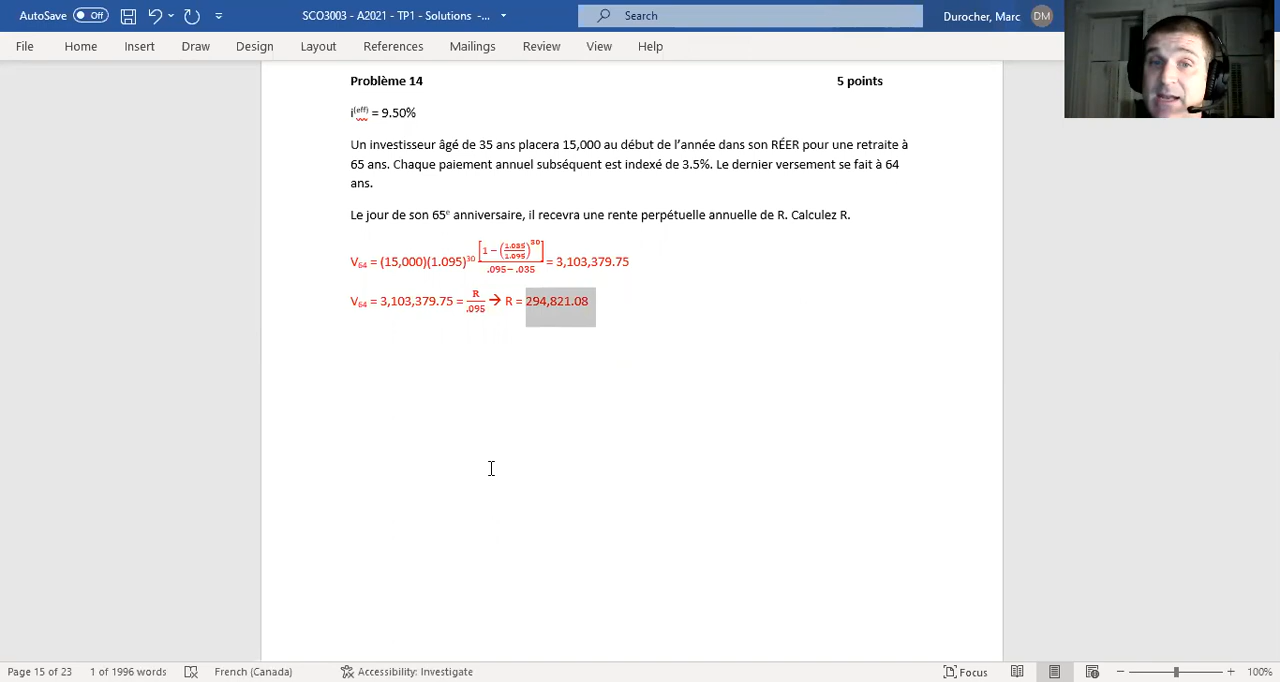 AutoSave Off SCO3003 - A2021 - TP1 - Solutions -... Search Durocher, Marc DM
File Home Insert Draw Design Layout References Mailings Review View Help
Problème 14 5 points
i(eff) = 9.50%
Un investisseur âgé de 35 ans placera 15,000 au début de l’année dans son RÉER pour une retraite à
65 ans. Chaque paiement annuel subséquent est indexé de 3.5%. Le dernier versement se fait à 64
ans.
Le jour de son 65e anniversaire, il recevra une rente perpétuelle annuelle de R. Calculez R.
V64 = (15,000)(1.095)^30 [1 − (1.035/1.095)^30] / .095 − .035 = 3,103,379.75
V64 = 3,103,379.75 = R/.095 → R = 294,821.08
Page 15 of 23 1 of 1996 words French (Canada) Accessibility: Investigate Focus 100%